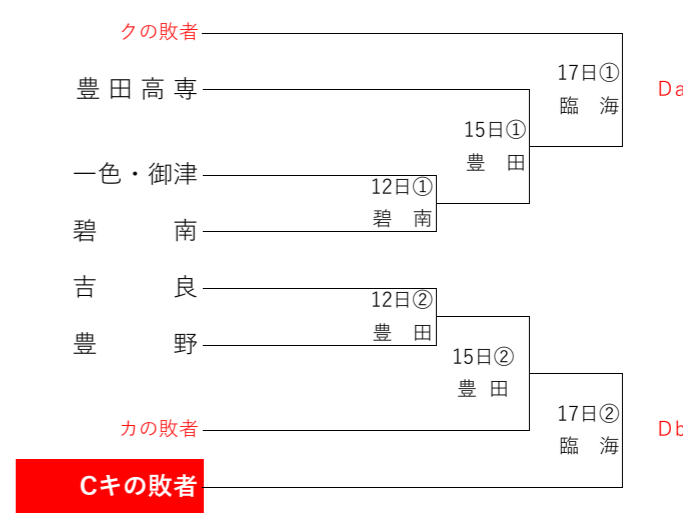 クの敗者
17日①
臨 海
Da
豊田高専
15日①
豊 田
一色・御津
12日①
碧 南
碧 南
吉 良
12日②
豊 田
豊 野
15日②
豊 田
カの敗者
17日②
臨 海
Db
Cキの敗者